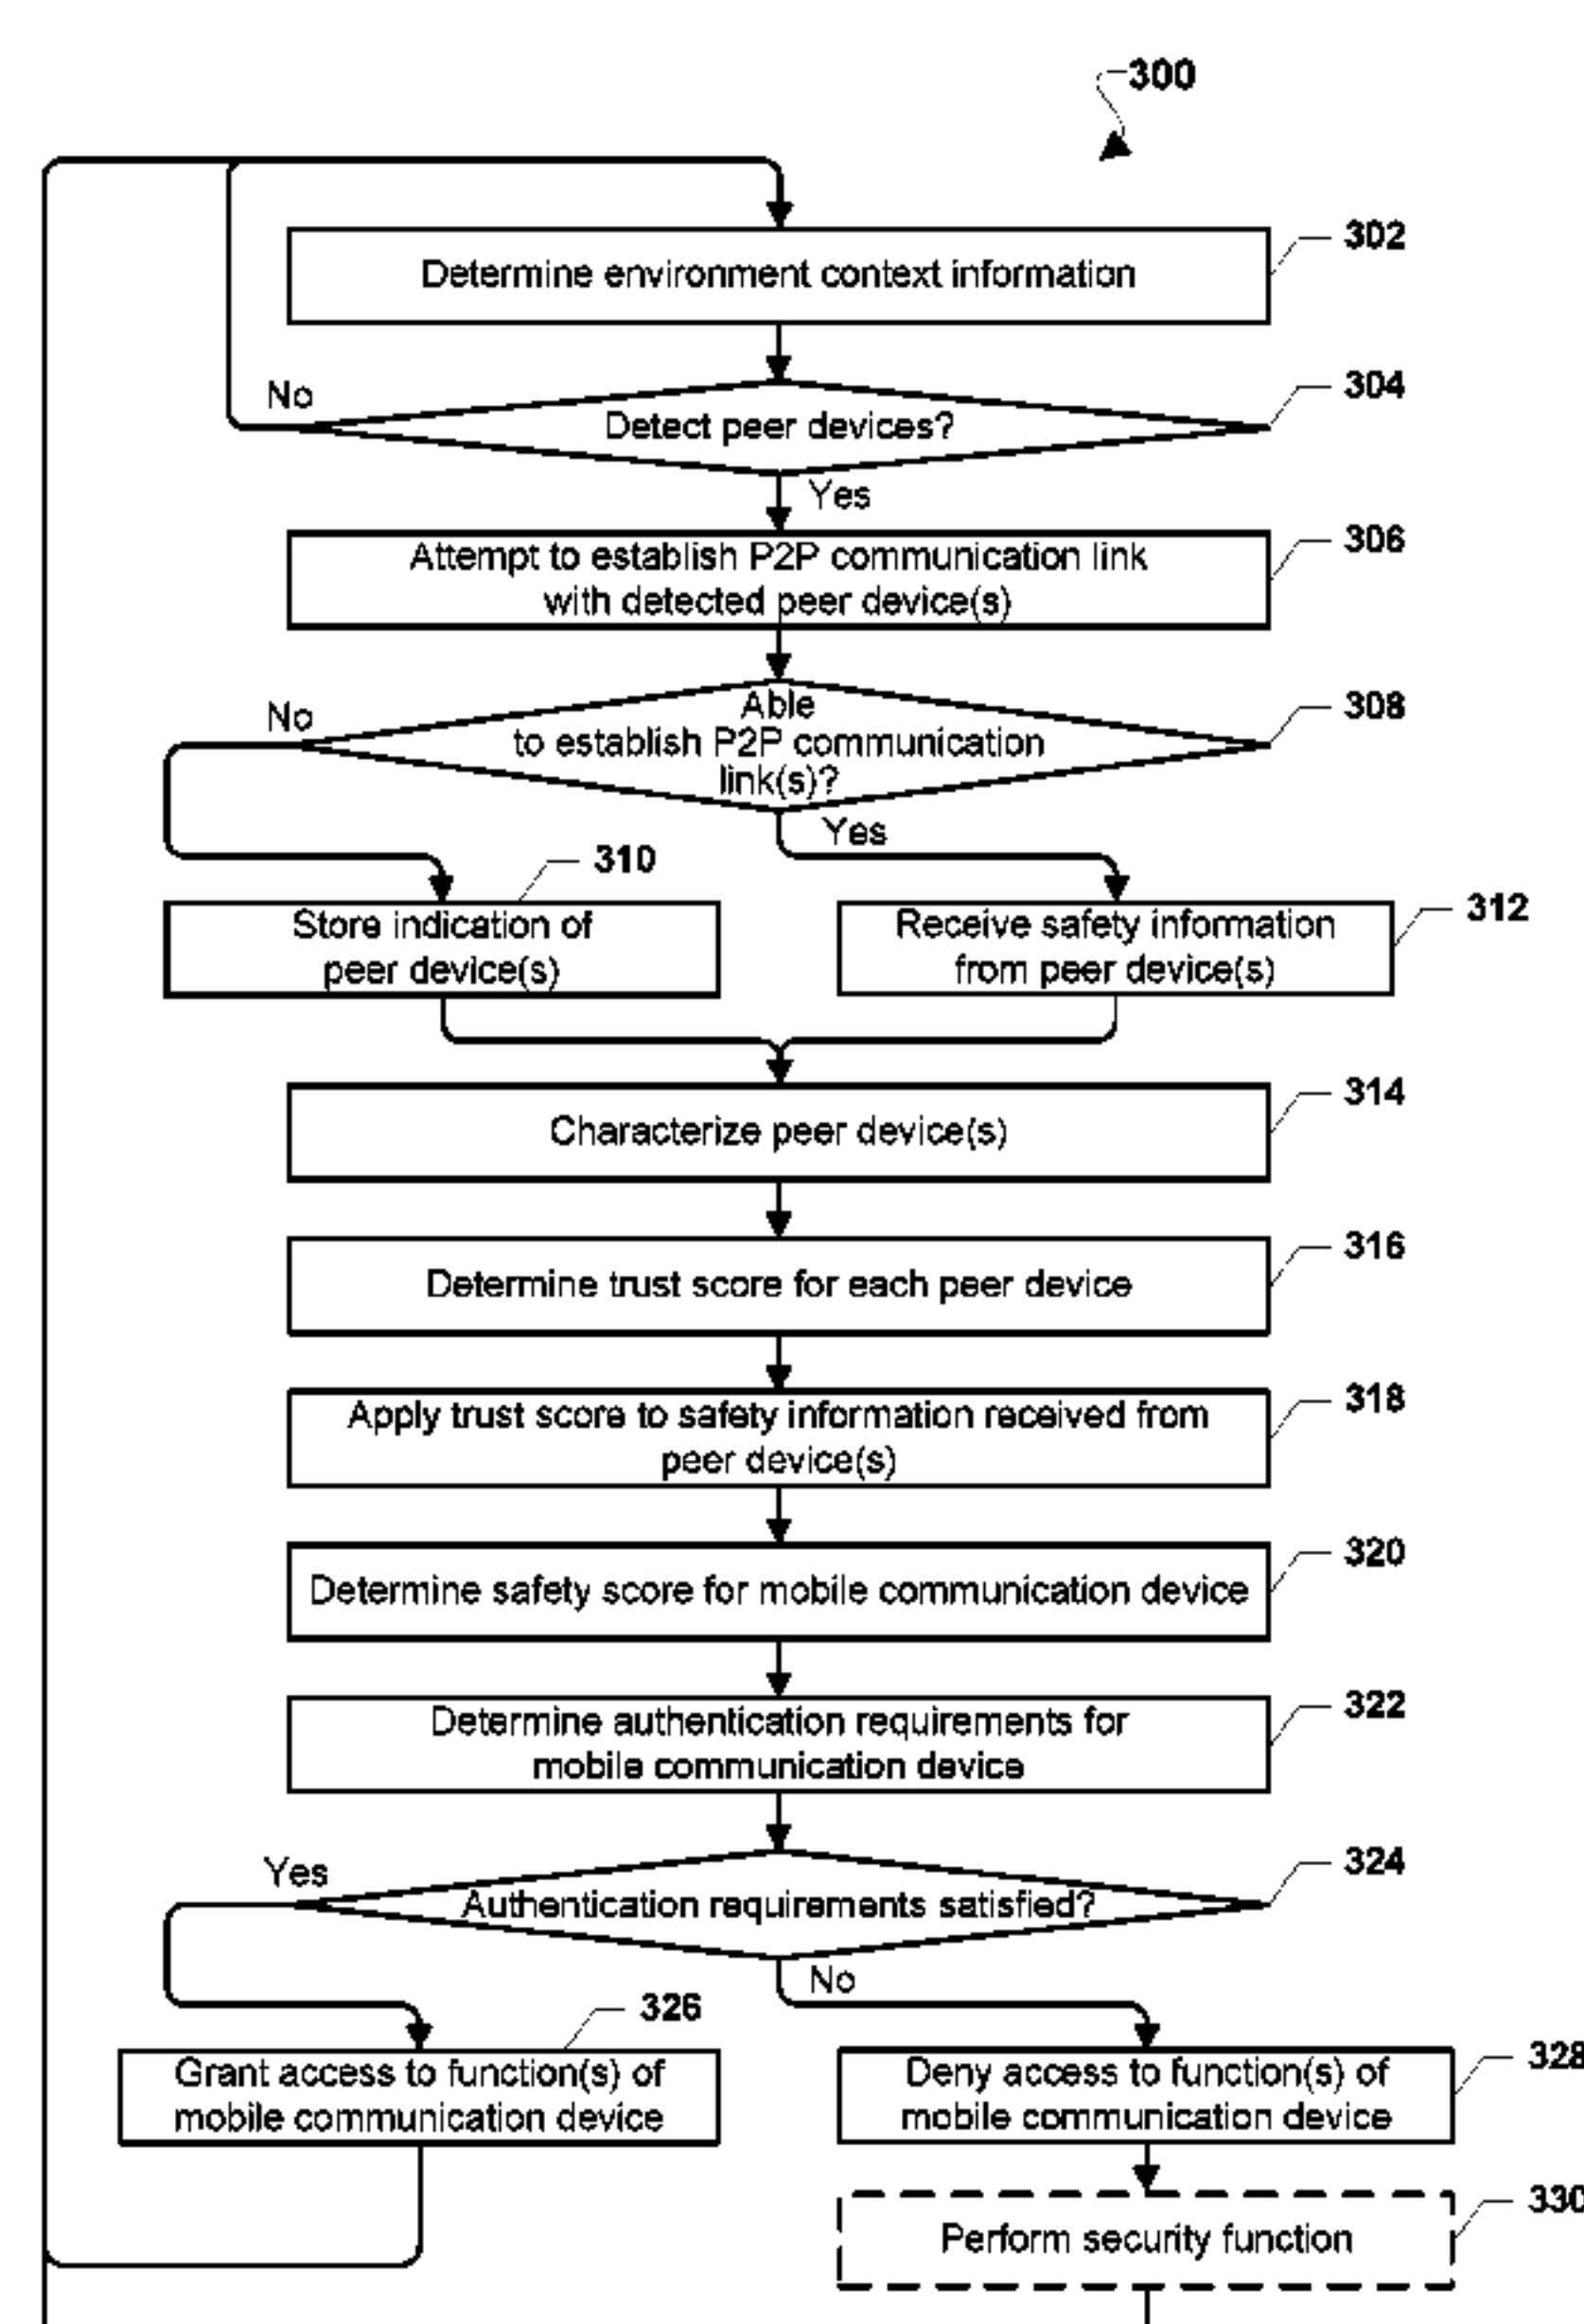 300
302
Determine environment context information
304
No
Detect peer devices?
Yes
306
Attempt to establish P2P communication link
with detected peer device(s)
308
No
Able
to establish P2P communication
link(s)?
Yes
310
Store indication of
peer device(s)
312
Receive safety information
from peer device(s)
314
Characterize peer device(s)
316
Determine trust score for each peer device
318
Apply trust score to safety information received from
peer device(s)
320
Determine safety score for mobile communication device
322
Determine authentication requirements for
mobile communication device
324
Yes
Authentication requirements satisfied?
No
326
Grant access to function(s) of
mobile communication device
328
Deny access to function(s) of
mobile communication device
330
Perform security function